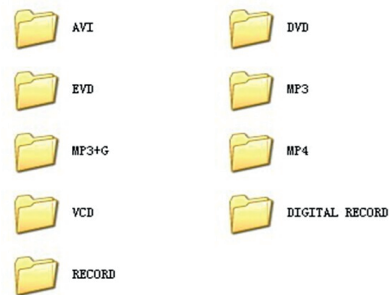 AVI
DVD
EVD
MP3
MP3+G
MP4
VCD
DIGITAL RECORD
RECORD